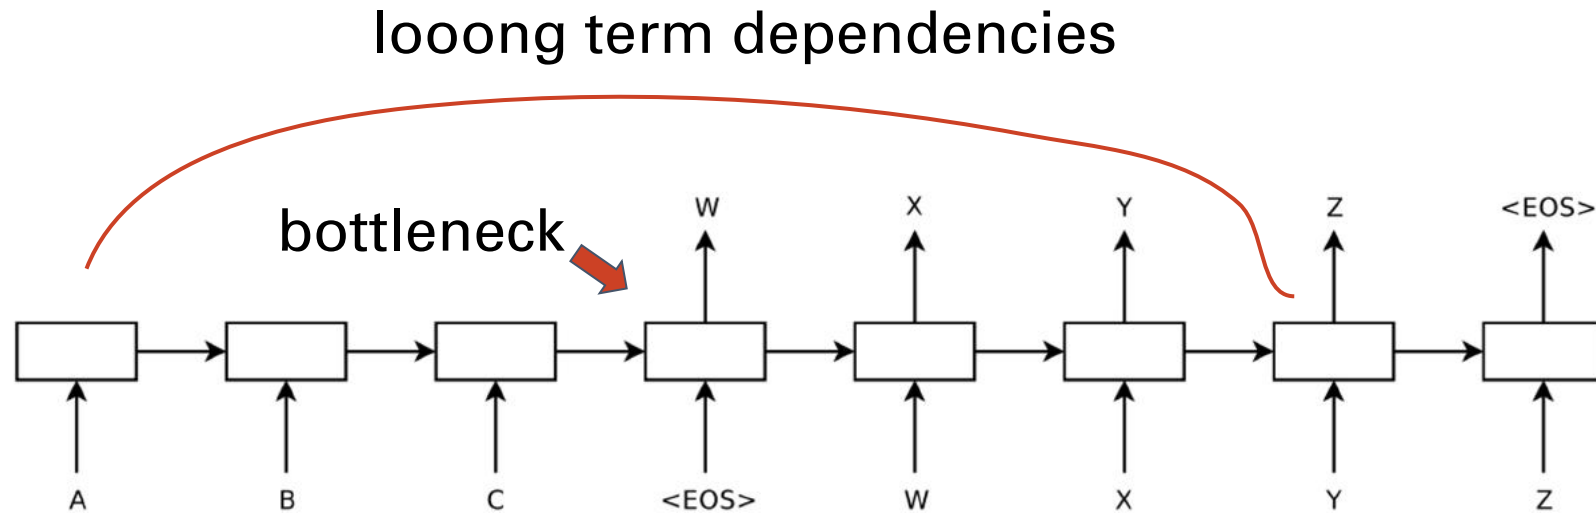 looong term dependencies
bottleneck
W X Y Z <EOS>
A B C <EOS> W X Y Z